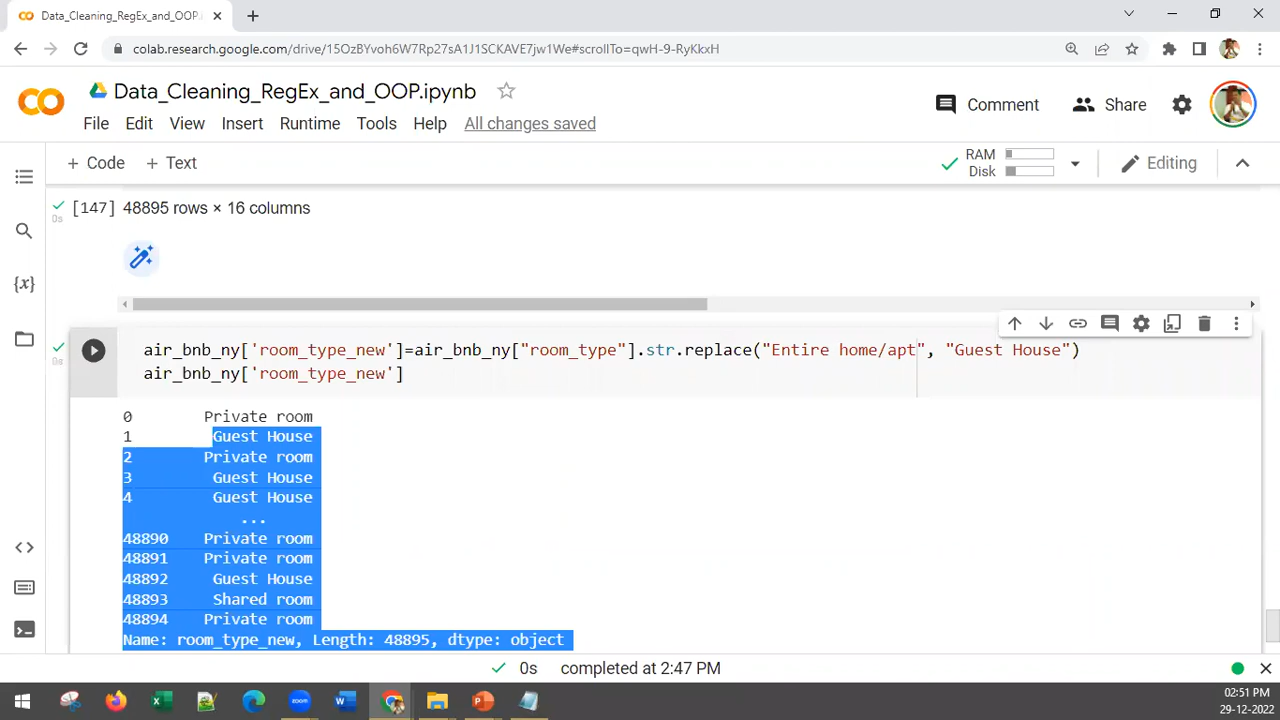 Data_Cleaning_RegEx_and_OOP.i
colab.research.google.com/drive/15OzBYvoh6W7Rp27sA1J1SCKAVE7jw1We#scrollTo=qwH-9-RyKkxH
Data_Cleaning_RegEx_and_OOP.ipynb
Comment
Share
File Edit View Insert Runtime Tools Help All changes saved
+ Code + Text
RAM
Disk
Editing
0s
[147] 48895 rows × 16 columns
0s
air_bnb_ny['room_type_new']=air_bnb_ny["room_type"].str.replace("Entire home/apt", "Guest House")
air_bnb_ny['room_type_new']
0 Private room
1 Guest House
2 Private room
3 Guest House
4 Guest House
...
48890 Private room
48891 Private room
48892 Guest House
48893 Shared room
48894 Private room
Name: room_type_new, Length: 48895, dtype: object
0s completed at 2:47 PM
zoom
02:51 PM
29-12-2022